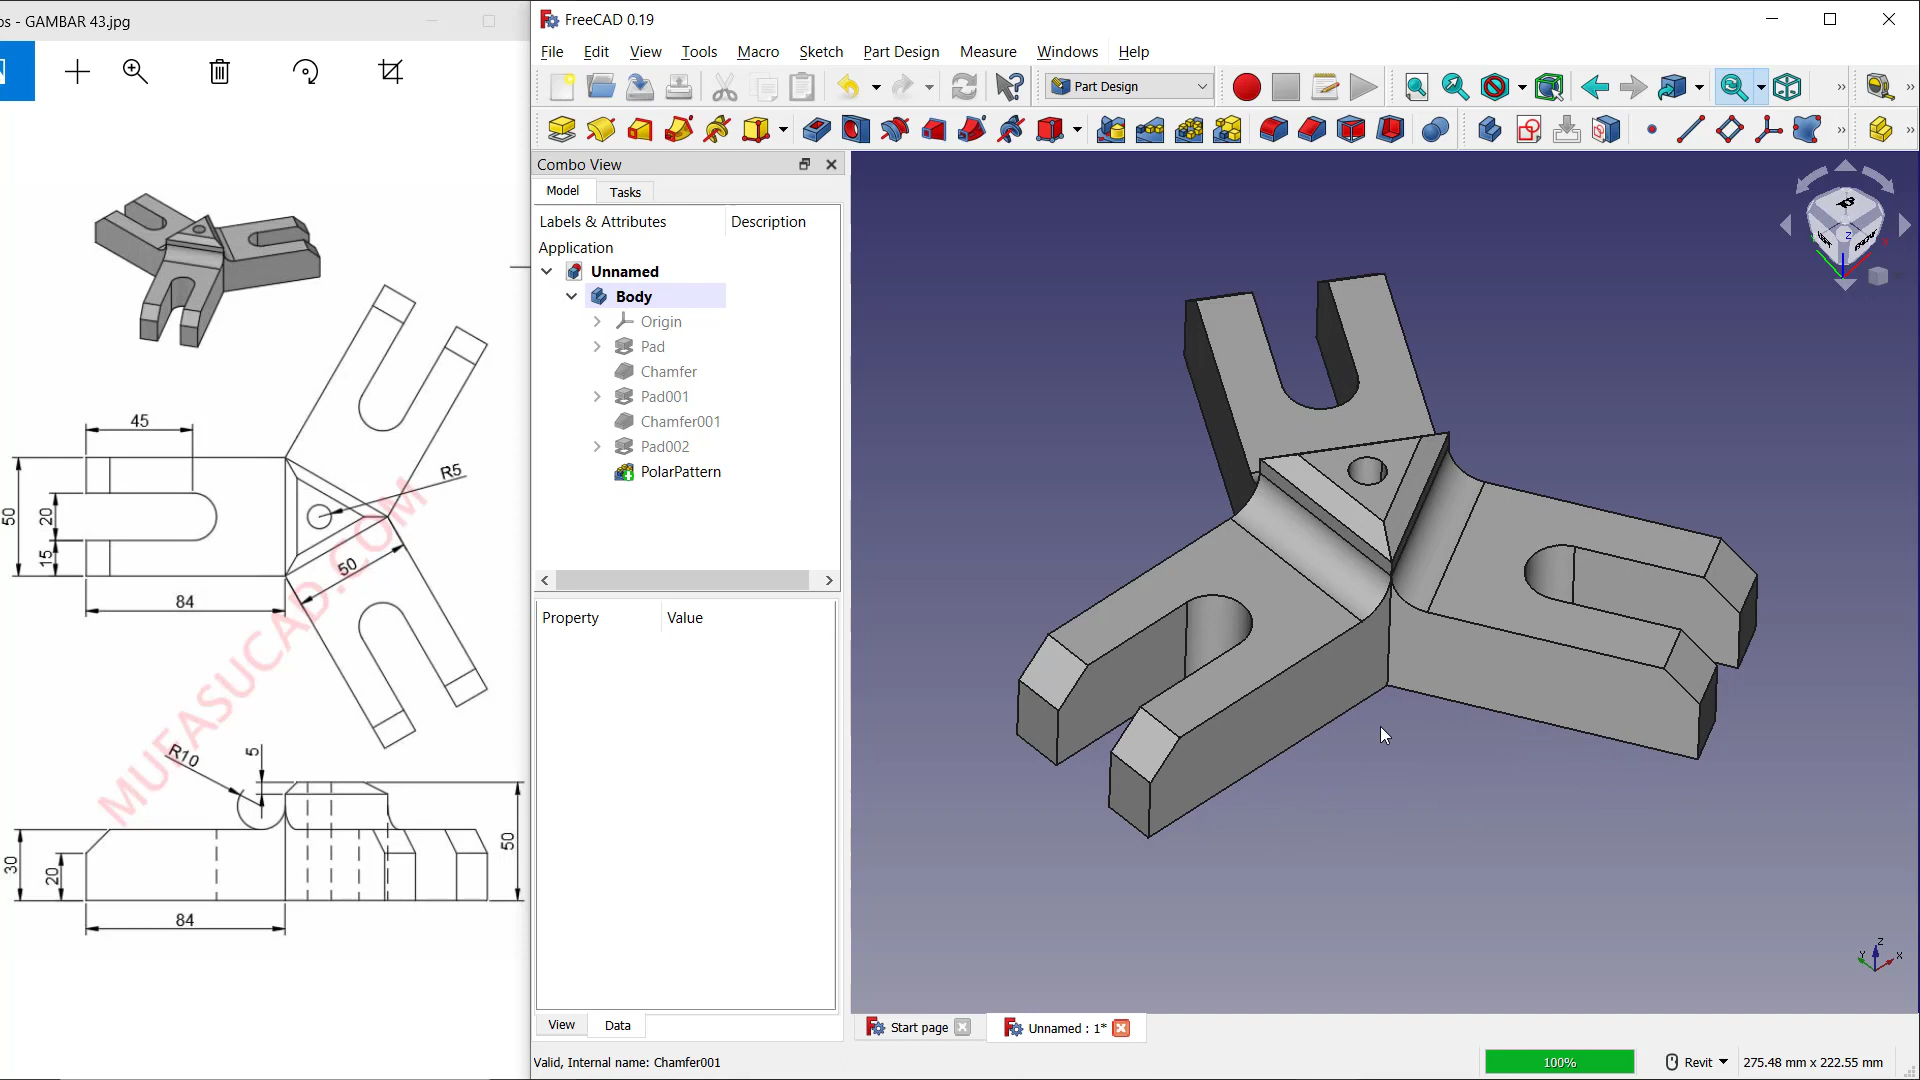 os - GAMBAR 43.jpg
FreeCAD 0.19
File Edit View Tools Macro Sketch Part Design Measure Windows Help
Part Design
Combo View
Model Tasks
Labels & Attributes Description
Application
Unnamed
Body
Origin
Pad
Chamfer
Pad001
Chamfer001
Pad002
PolarPattern
Property Value
View Data
Start page
Unnamed : 1*
Valid, Internal name: Chamfer001
100%
Revit
275.48 mm x 222.55 mm
45
R5
50
20
15
50
84
MUFASUCAD.COM
R10
5
30
20
50
84
Z
Y
X